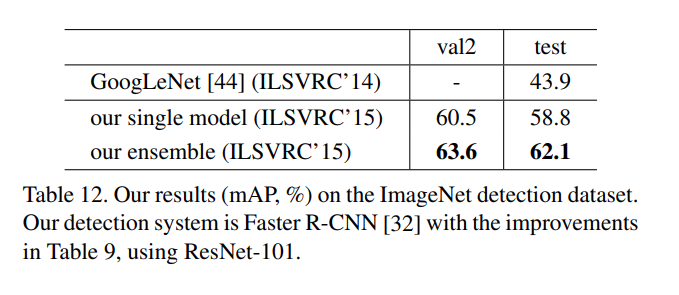 val2 test
GoogLeNet [44] (ILSVRC’14) - 43.9
our single model (ILSVRC’15) 60.5 58.8
our ensemble (ILSVRC’15) 63.6 62.1
Table 12. Our results (mAP, %) on the ImageNet detection dataset.
Our detection system is Faster R-CNN [32] with the improvements
in Table 9, using ResNet-101.